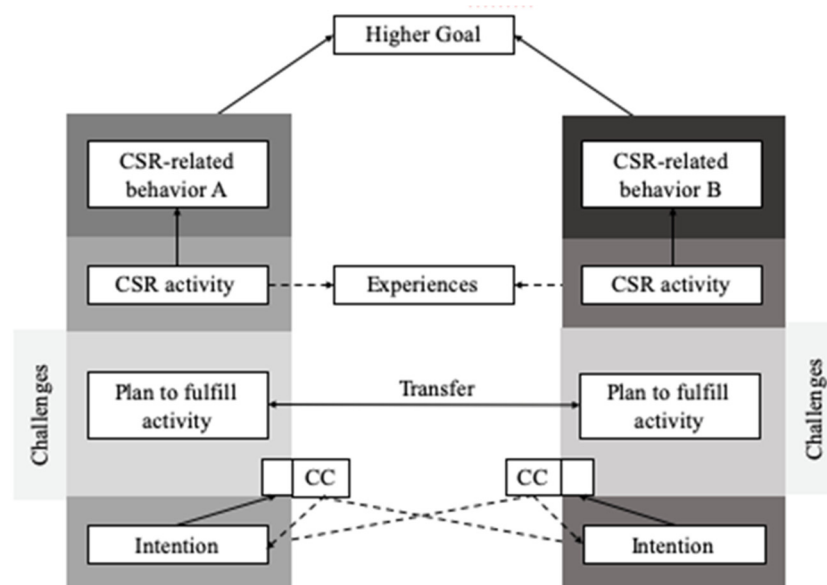 Higher Goal
CSR-related
behavior A
CSR-related
behavior B
CSR activity
Experiences
CSR activity
Challenges
Plan to fulfill
activity
Transfer
Plan to fulfill
activity
Challenges
CC
CC
Intention
Intention